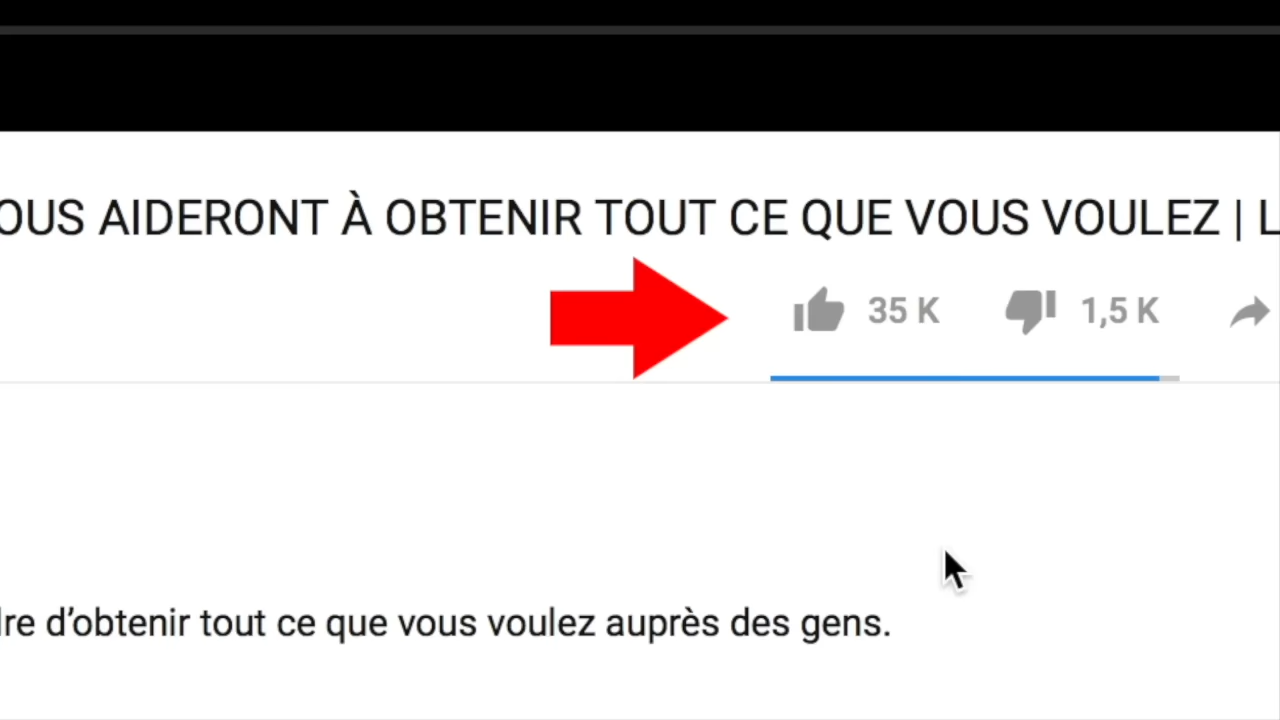 OUS AIDERONT À OBTENIR TOUT CE QUE VOUS VOULEZ | L
35 K 1,5 K
dre d’obtenir tout ce que vous voulez auprès des gens.